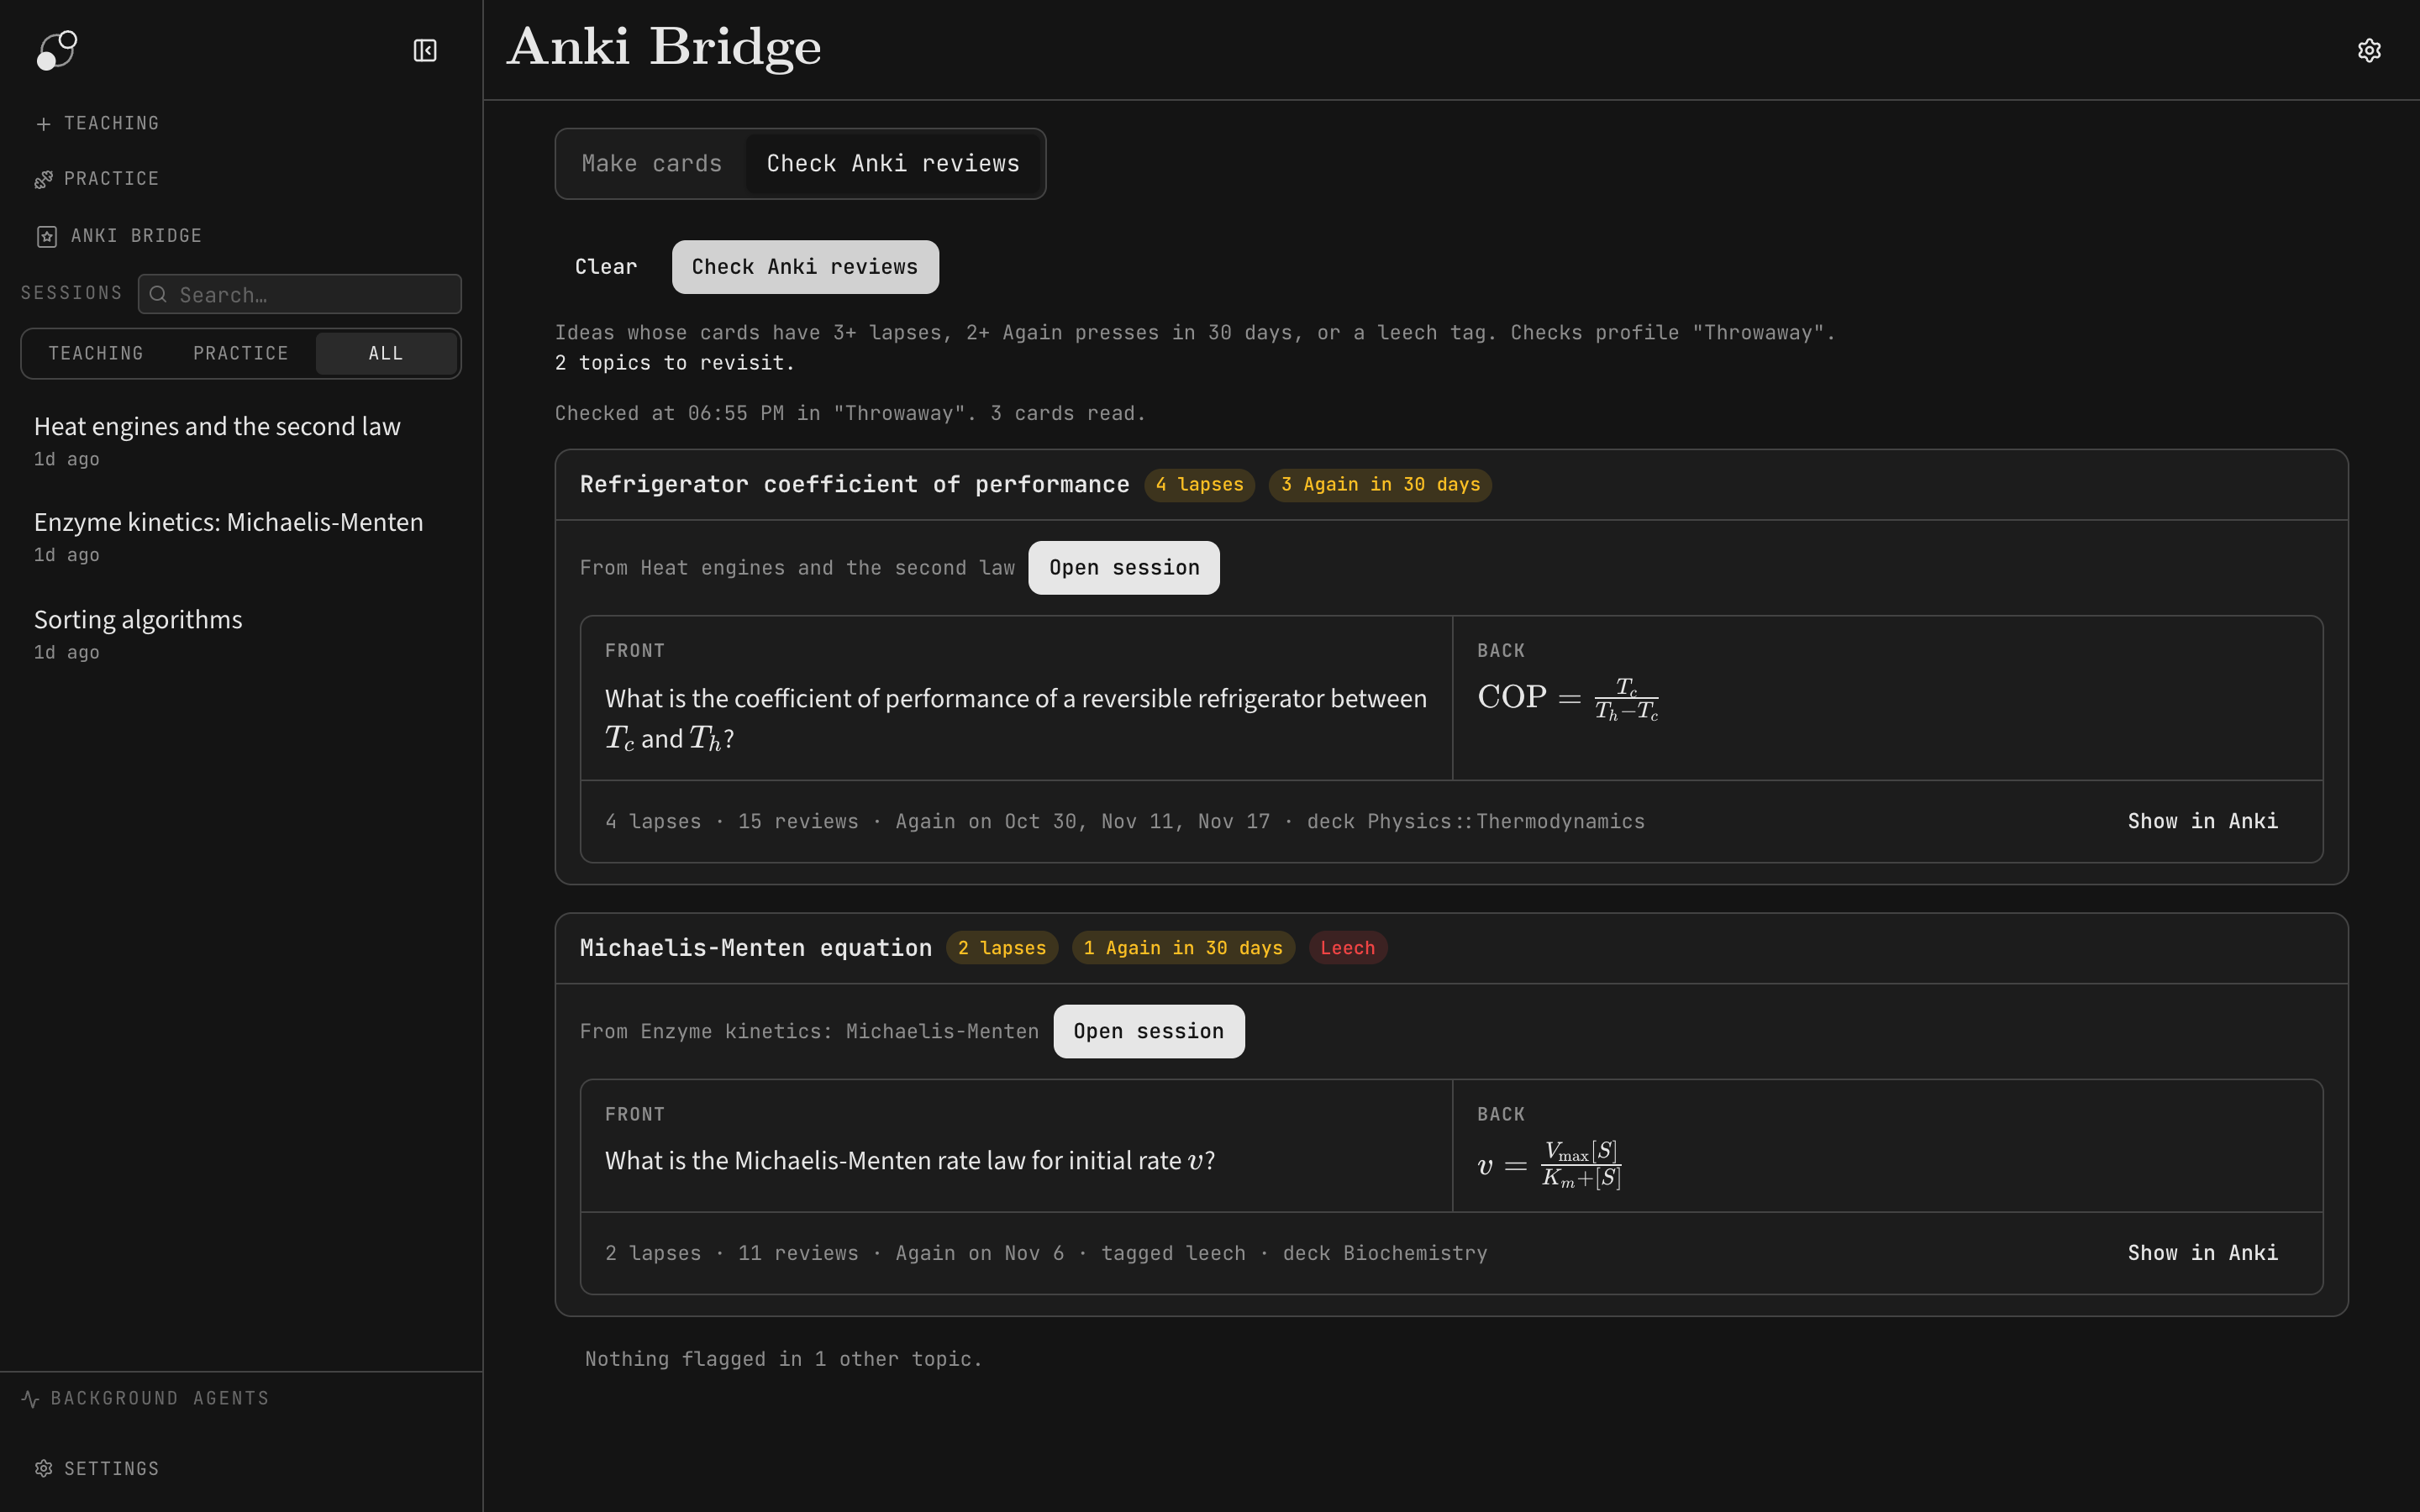 Anki Bridge
TEACHING
PRACTICE
ANKI BRIDGE
SESSIONS
Search…
TEACHING PRACTICE ALL
Heat engines and the second law
1d ago
Enzyme kinetics: Michaelis-Menten
1d ago
Sorting algorithms
1d ago
BACKGROUND AGENTS
SETTINGS
Make cards Check Anki reviews
Clear Check Anki reviews
Ideas whose cards have 3+ lapses, 2+ Again presses in 30 days, or a leech tag. Checks profile "Throwaway".
2 topics to revisit.
Checked at 06:55 PM in "Throwaway". 3 cards read.
Refrigerator coefficient of performance 4 lapses 3 Again in 30 days
From Heat engines and the second law Open session
FRONT
What is the coefficient of performance of a reversible refrigerator between
T_c and T_h?
BACK
COP = T_c / (T_h − T_c)
4 lapses · 15 reviews · Again on Oct 30, Nov 11, Nov 17 · deck Physics::Thermodynamics Show in Anki
Michaelis-Menten equation 2 lapses 1 Again in 30 days Leech
From Enzyme kinetics: Michaelis-Menten Open session
FRONT
What is the Michaelis-Menten rate law for initial rate v?
BACK
v = V_max[S] / (K_m+[S])
2 lapses · 11 reviews · Again on Nov 6 · tagged leech · deck Biochemistry Show in Anki
Nothing flagged in 1 other topic.